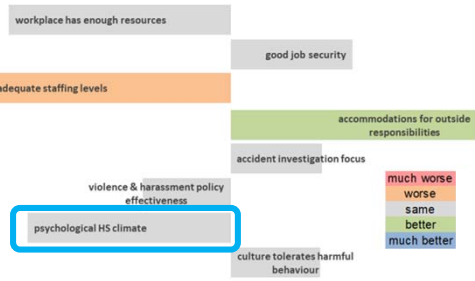 workplace has enough resources
good job security
adequate staffing levels
accommodations for outside
responsibilities
accident investigation focus
violence & harassment policy
effectiveness
psychological HS climate
culture tolerates harmful
behaviour
much worse
worse
same
better
much better